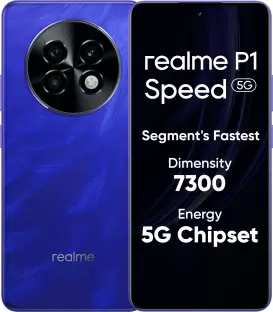 realme P1
Speed 5G
Segment's Fastest
Dimensity
7300
Energy
5G Chipset
realme